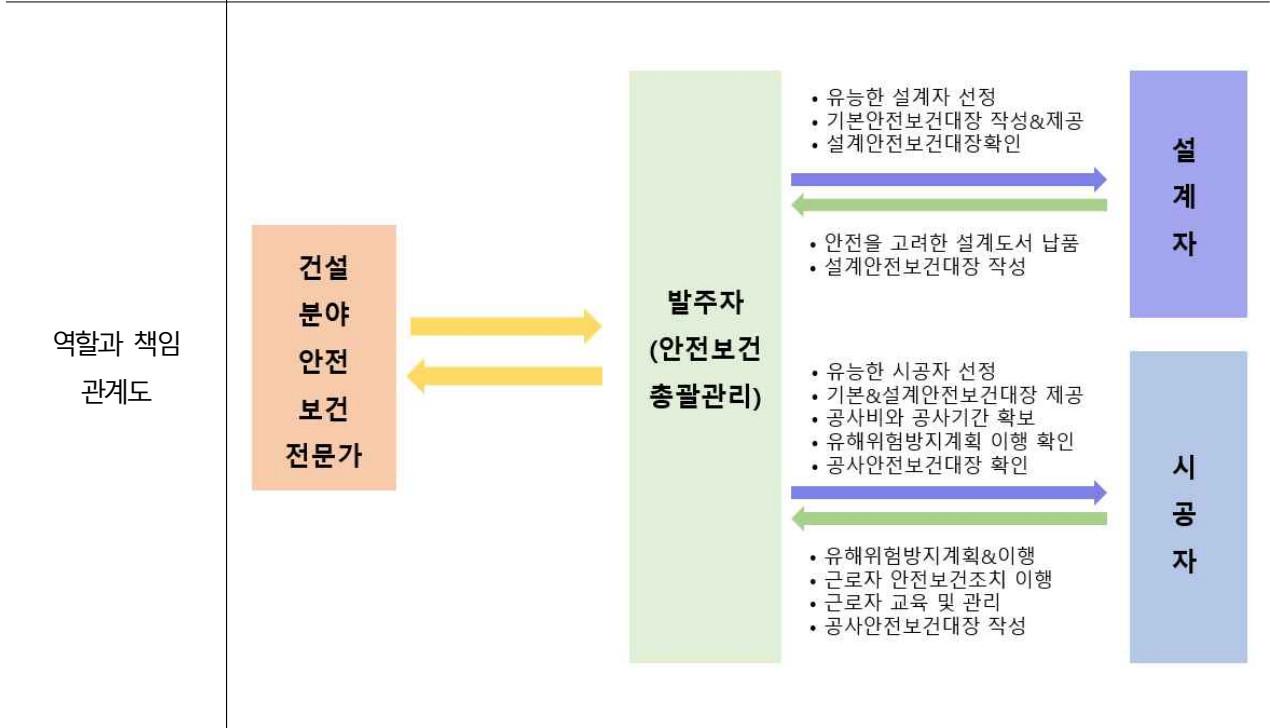 역할과 책임
관계도
건설
분야
안전
보건
전문가
발주자
(안전보건
총괄관리)
• 유능한 설계자 선정
• 기본안전보건대장 작성&제공
• 설계안전보건대장확인
• 안전을 고려한 설계도서 납품
• 설계안전보건대장 작성
설
계
자
• 유능한 시공자 선정
• 기본&설계안전보건대장 제공
• 공사비와 공사기간 확보
• 유해위험방지계획 이행 확인
• 공사안전보건대장 확인
• 유해위험방지계획&이행
• 근로자 안전보건조치 이행
• 근로자 교육 및 관리
• 공사안전보건대장 작성
시
공
자